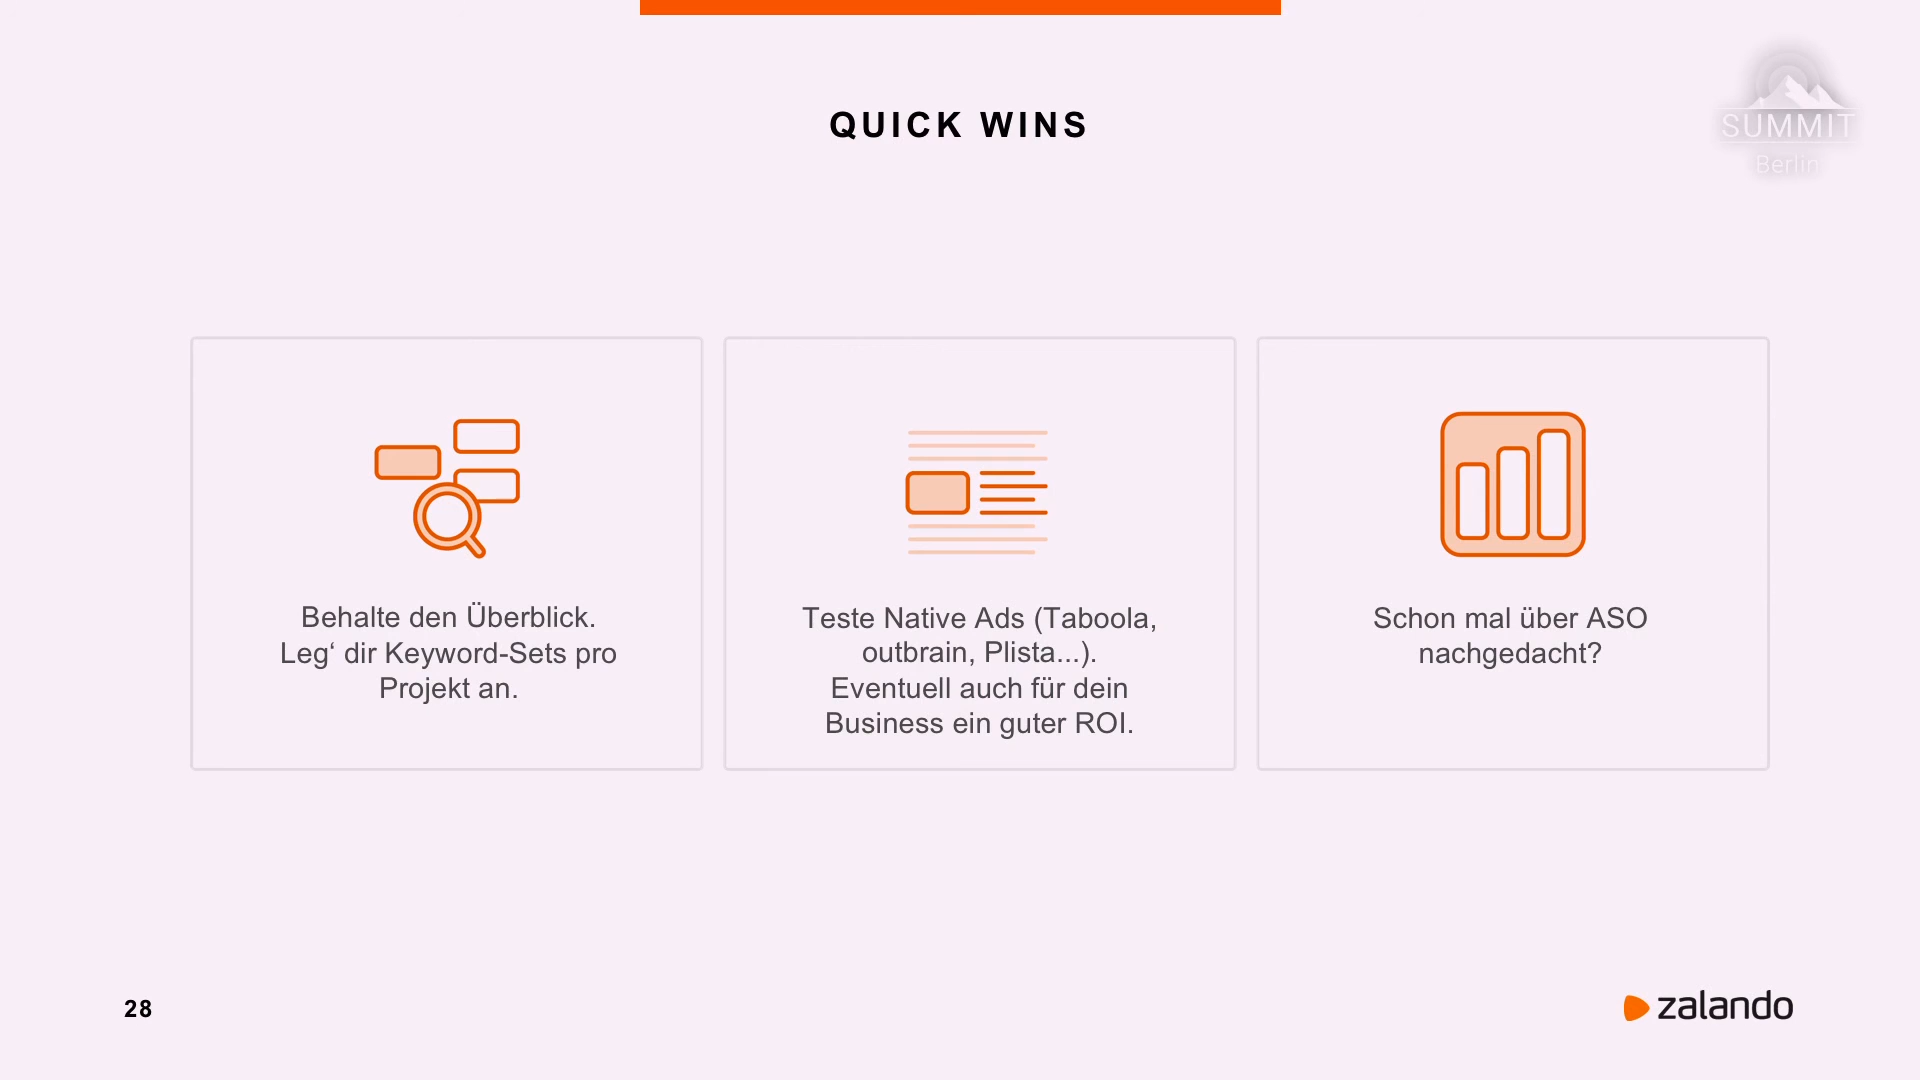 QUICK WINS
SUMMIT
Berlin
Behalte den Überblick.
Leg‘ dir Keyword-Sets pro
Projekt an.
Teste Native Ads (Taboola,
outbrain, Plista...).
Eventuell auch für dein
Business ein guter ROI.
Schon mal über ASO
nachgedacht?
28
zalando